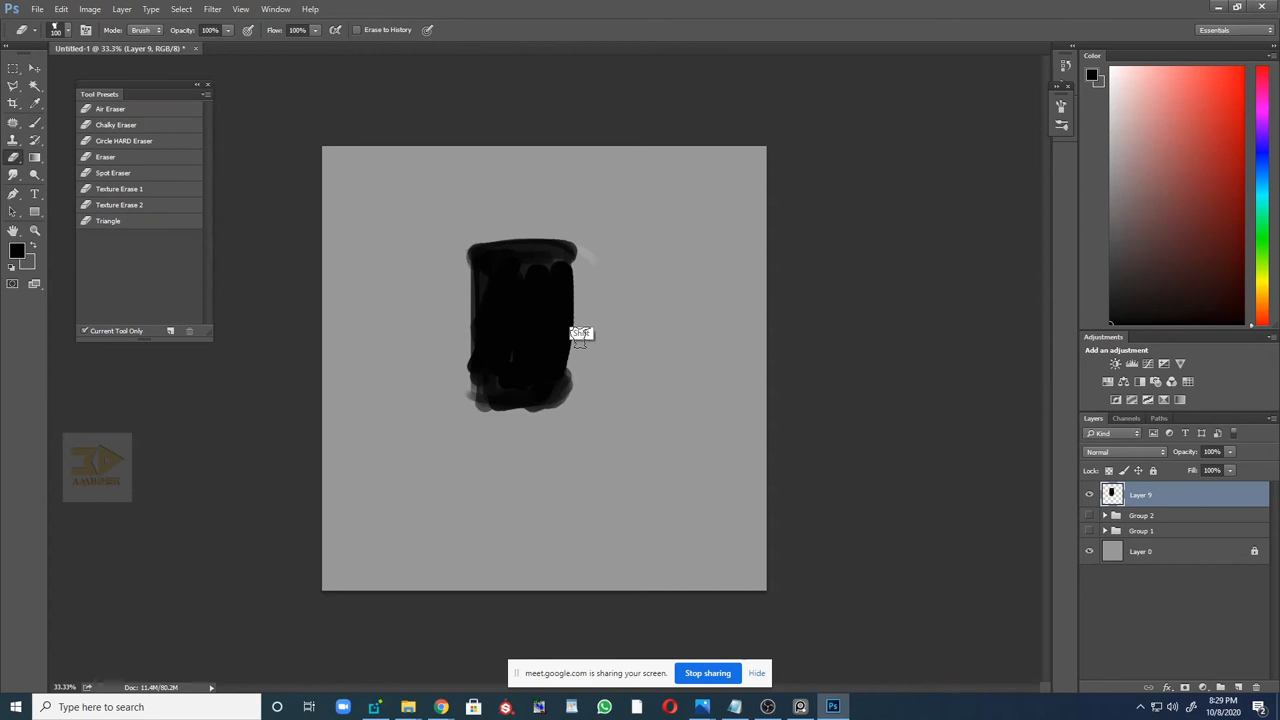 Ps File Edit Image Layer Type Select Filter View Window Help
100 Mode: Brush Opacity: 100% Flow: 100% Erase to History Essentials
Untitled-1 @ 33.3% (Layer 9, RGB/8) * ×
Color
Tool Presets
Air Eraser
Chalky Eraser
Circle HARD Eraser
Eraser
Spot Eraser
Texture Erase 1
Texture Erase 2
Triangle
Current Tool Only
Adjustments
Add an adjustment
Layers Channels Paths
Kind
Normal Opacity: 100%
Lock: Fill: 100%
Layer 9
Group 2
Group 1
Layer 0
meet.google.com is sharing your screen. Stop sharing Hide
33.33% Doc: 11.4M/80.2M
Type here to search
8:29 PM
10/8/2020